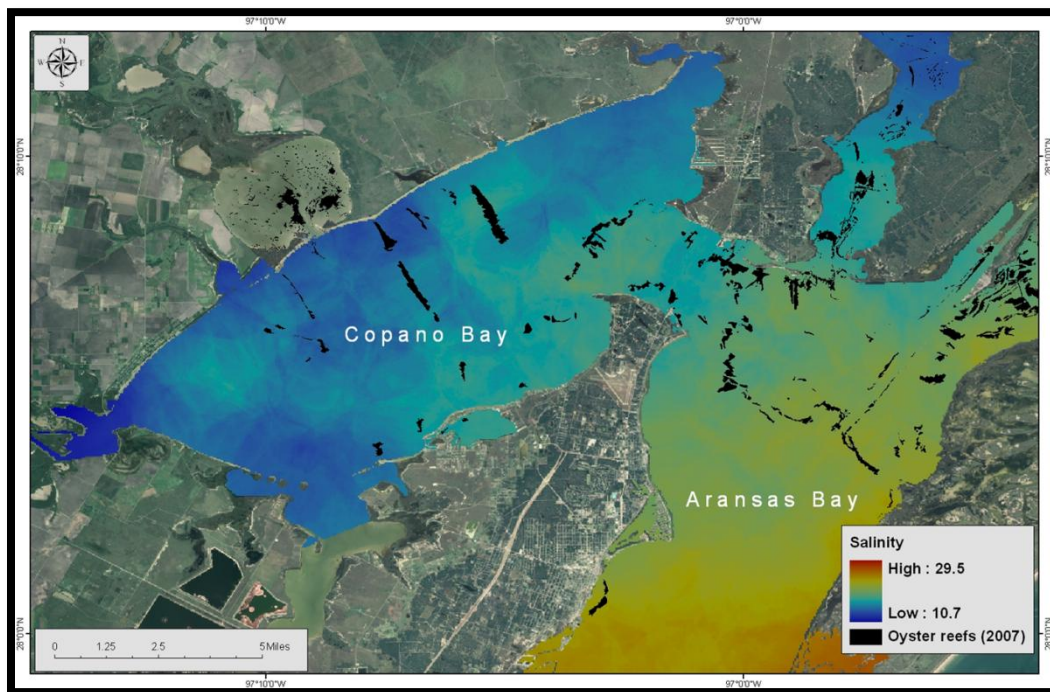 97°10'0"W
97°0'0"W
N
W
E
S
28°10'0"N
28°10'0"N
Copano Bay
Aransas Bay
Salinity
High : 29.5
Low : 10.7
Oyster reefs (2007)
28°0'0"N
28°0'0"N
0
1.25
2.5
5 Miles
97°10'0"W
97°0'0"W